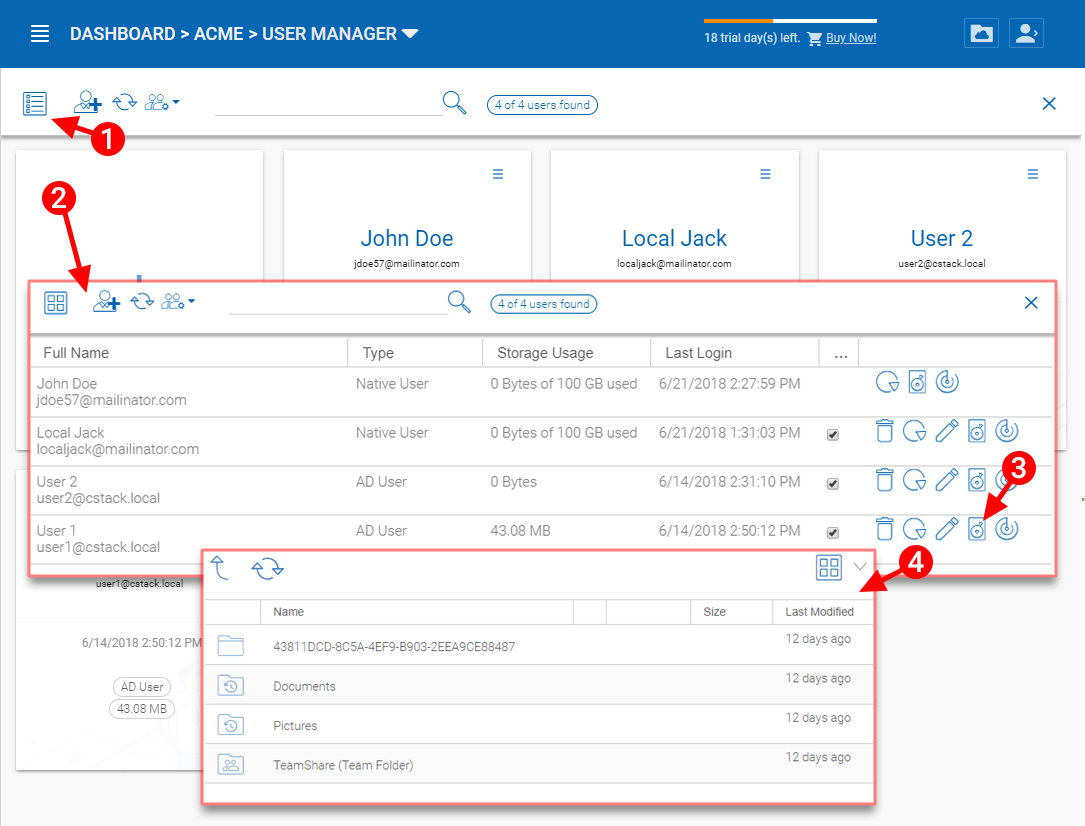 DASHBOARD > ACME > USER MANAGER
18 trial day(s) left. Buy Now!
4 of 4 users found
1
2
John Doe
jdoe57@mailinator.com
Local Jack
localjack@mailinator.com
User 2
user2@cstack.local
4 of 4 users found
Full Name Type Storage Usage Last Login ...
John Doe Native User 0 Bytes of 100 GB used 6/21/2018 2:27:59 PM
jdoe57@mailinator.com
Local Jack Native User 0 Bytes of 100 GB used 6/21/2018 1:31:03 PM
localjack@mailinator.com
User 2 AD User 0 Bytes 6/14/2018 2:31:10 PM
user2@cstack.local
3
User 1 AD User 43.08 MB 6/14/2018 2:50:12 PM
user1@cstack.local
4
user1@cstack.local
6/14/2018 2:50:12 PM
AD User
43.08 MB
Name Size Last Modified
43811DCD-8C5A-4EF9-B903-2EEA9CE88487 12 days ago
Documents 12 days ago
Pictures 12 days ago
TeamShare (Team Folder) 12 days ago